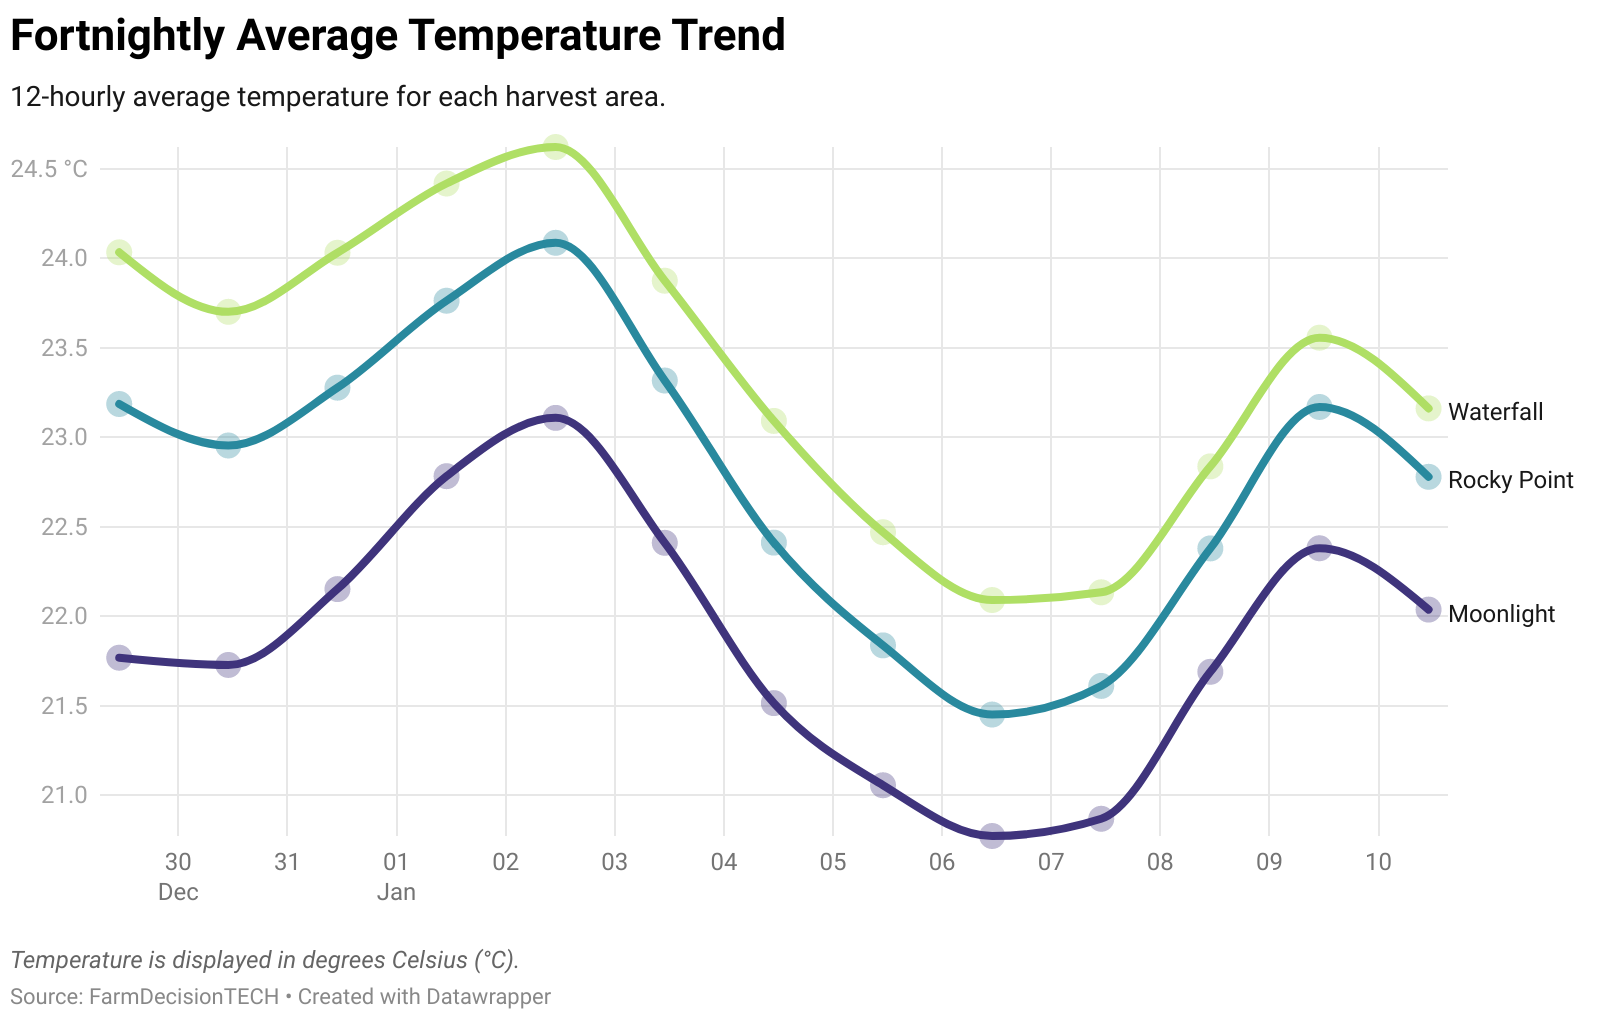 Fortnightly Average Temperature Trend
12-hourly average temperature for each harvest area.
24.5 °C
24.0
23.5
23.0
22.5
22.0
21.5
21.0
Waterfall
Rocky Point
Moonlight
30 31 01 02 03 04 05 06 07 08 09 10
Dec Jan
Temperature is displayed in degrees Celsius (°C).
Source: FarmDecisionTECH • Created with Datawrapper